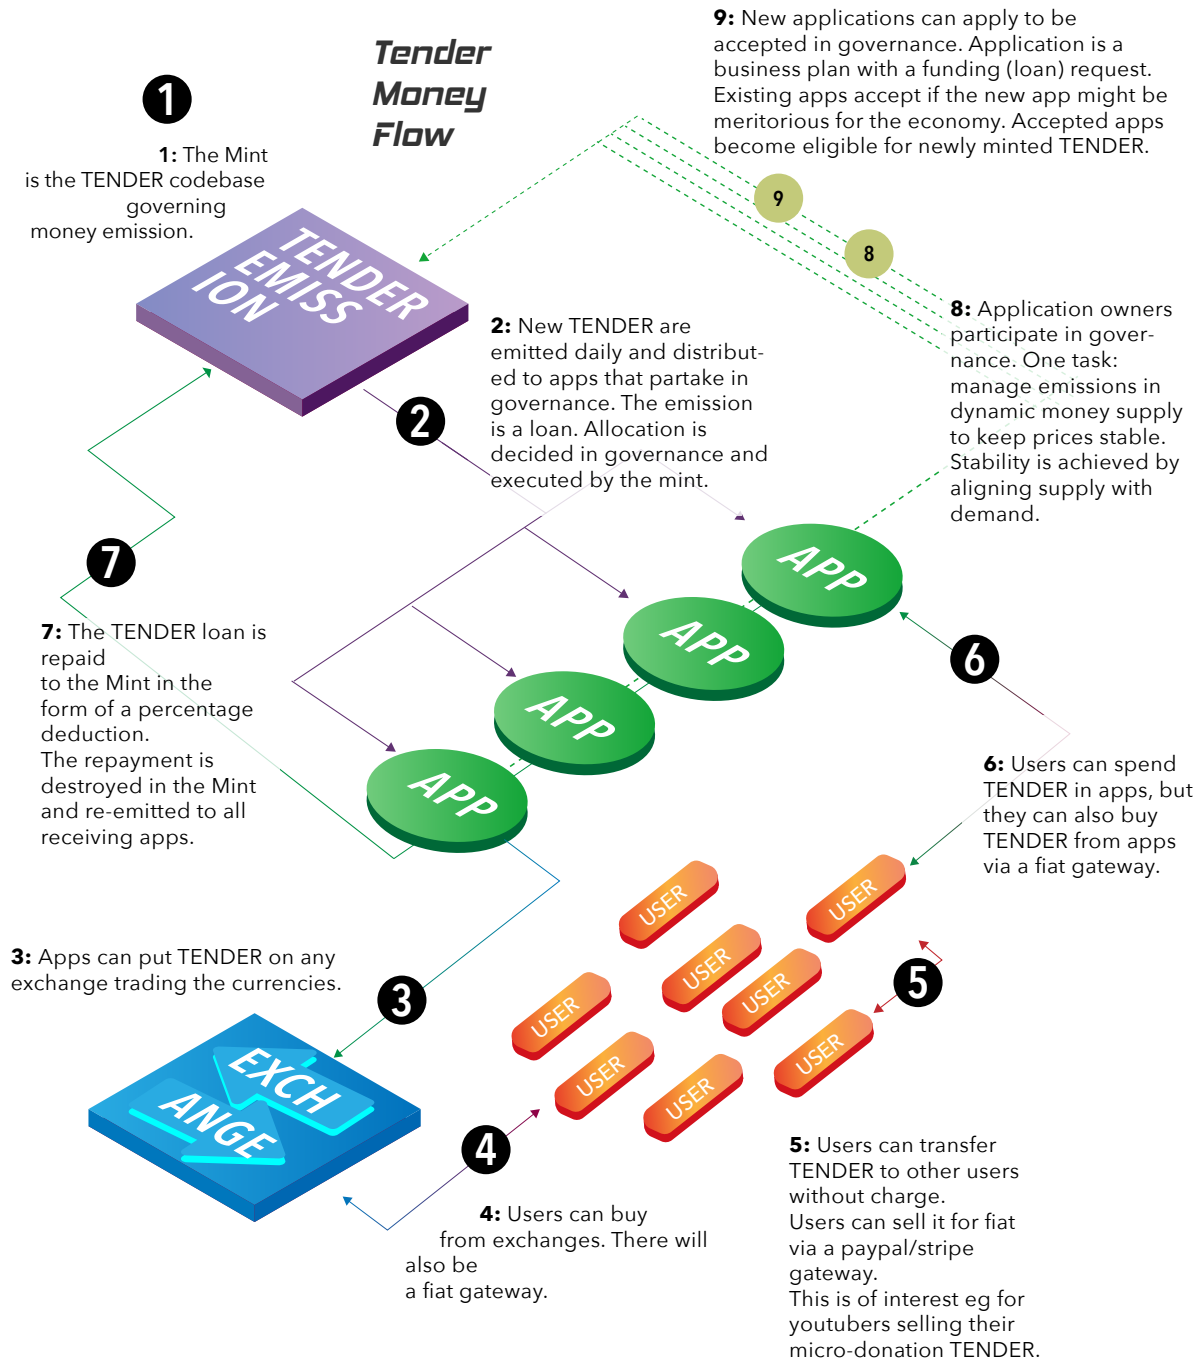 Tender
Money
Flow
1
1: The Mint
is the TENDER codebase
governing
money emission.
9: New applications can apply to be
accepted in governance. Application is a
business plan with a funding (loan) request.
Existing apps accept if the new app might be
meritorious for the economy. Accepted apps
become eligible for newly minted TENDER.
9
8
TENDER
EMISS
ION
8: Application owners
participate in gover-
nance. One task:
manage emissions in
dynamic money supply
to keep prices stable.
Stability is achieved by
aligning supply with
demand.
2: New TENDER are
emitted daily and distribut-
ed to apps that partake in
governance. The emission
is a loan. Allocation is
decided in governance and
executed by the mint.
2
7
APP
APP
APP
APP
6
7: The TENDER loan is
repaid
to the Mint in the
form of a percentage
deduction.
The repayment is
destroyed in the Mint
and re-emitted to all
receiving apps.
6: Users can spend
TENDER in apps, but
they can also buy
TENDER from apps
via a fiat gateway.
3: Apps can put TENDER on any
exchange trading the currencies.
3
EXCH
ANGE
USER
USER
USER
USER
USER
USER
USER
USER
5
4
4: Users can buy
from exchanges. There will
also be
a fiat gateway.
5: Users can transfer
TENDER to other users
without charge.
Users can sell it for fiat
via a paypal/stripe
gateway.
This is of interest eg for
youtubers selling their
micro-donation TENDER.